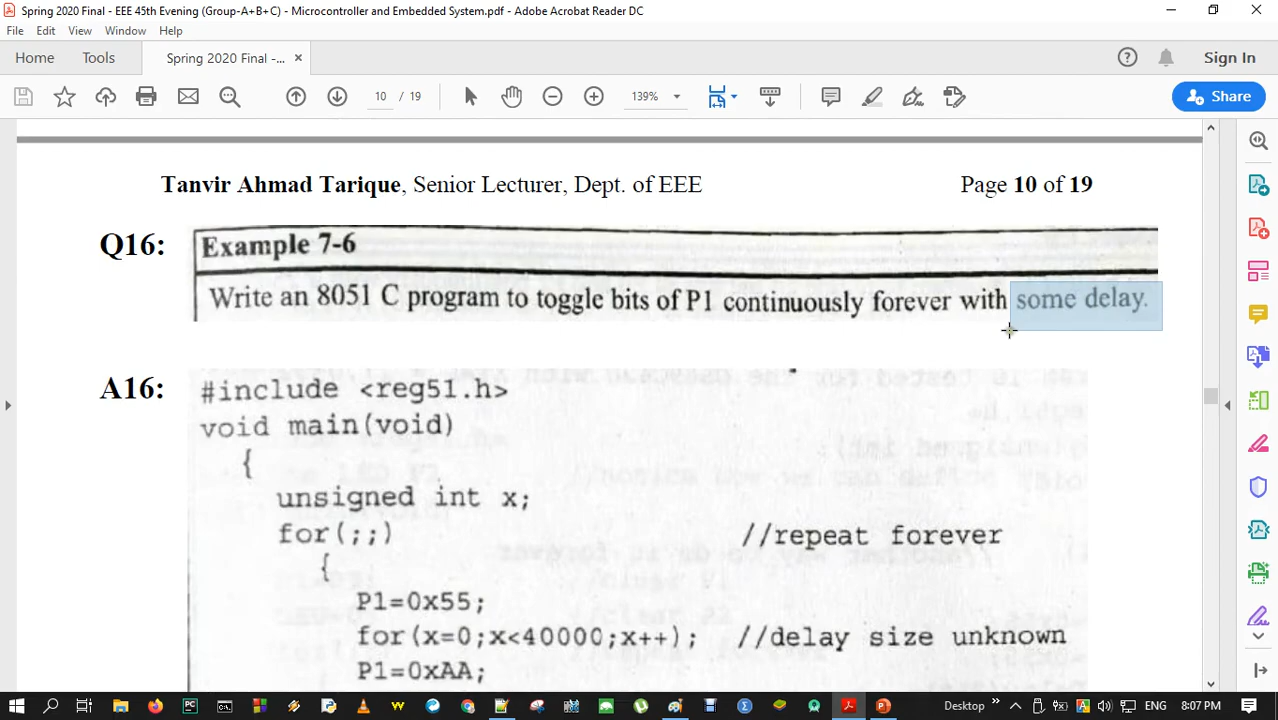 Spring 2020 Final - EEE 45th Evening (Group-A+B+C) - Microcontroller and Embedded System.pdf - Adobe Acrobat Reader DC
File Edit View Window Help
Home Tools Spring 2020 Final -... × Sign In
10 / 19 139% Share
Tanvir Ahmad Tarique, Senior Lecturer, Dept. of EEE Page 10 of 19
Q16: Example 7-6
Write an 8051 C program to toggle bits of P1 continuously forever with some delay.
A16: #include <reg51.h>
void main(void)
{
unsigned int x;
for(;;) //repeat forever
{
P1=0x55;
for(x=0;x<40000;x++); //delay size unknown
P1=0xAA;
Desktop ENG 8:07 PM